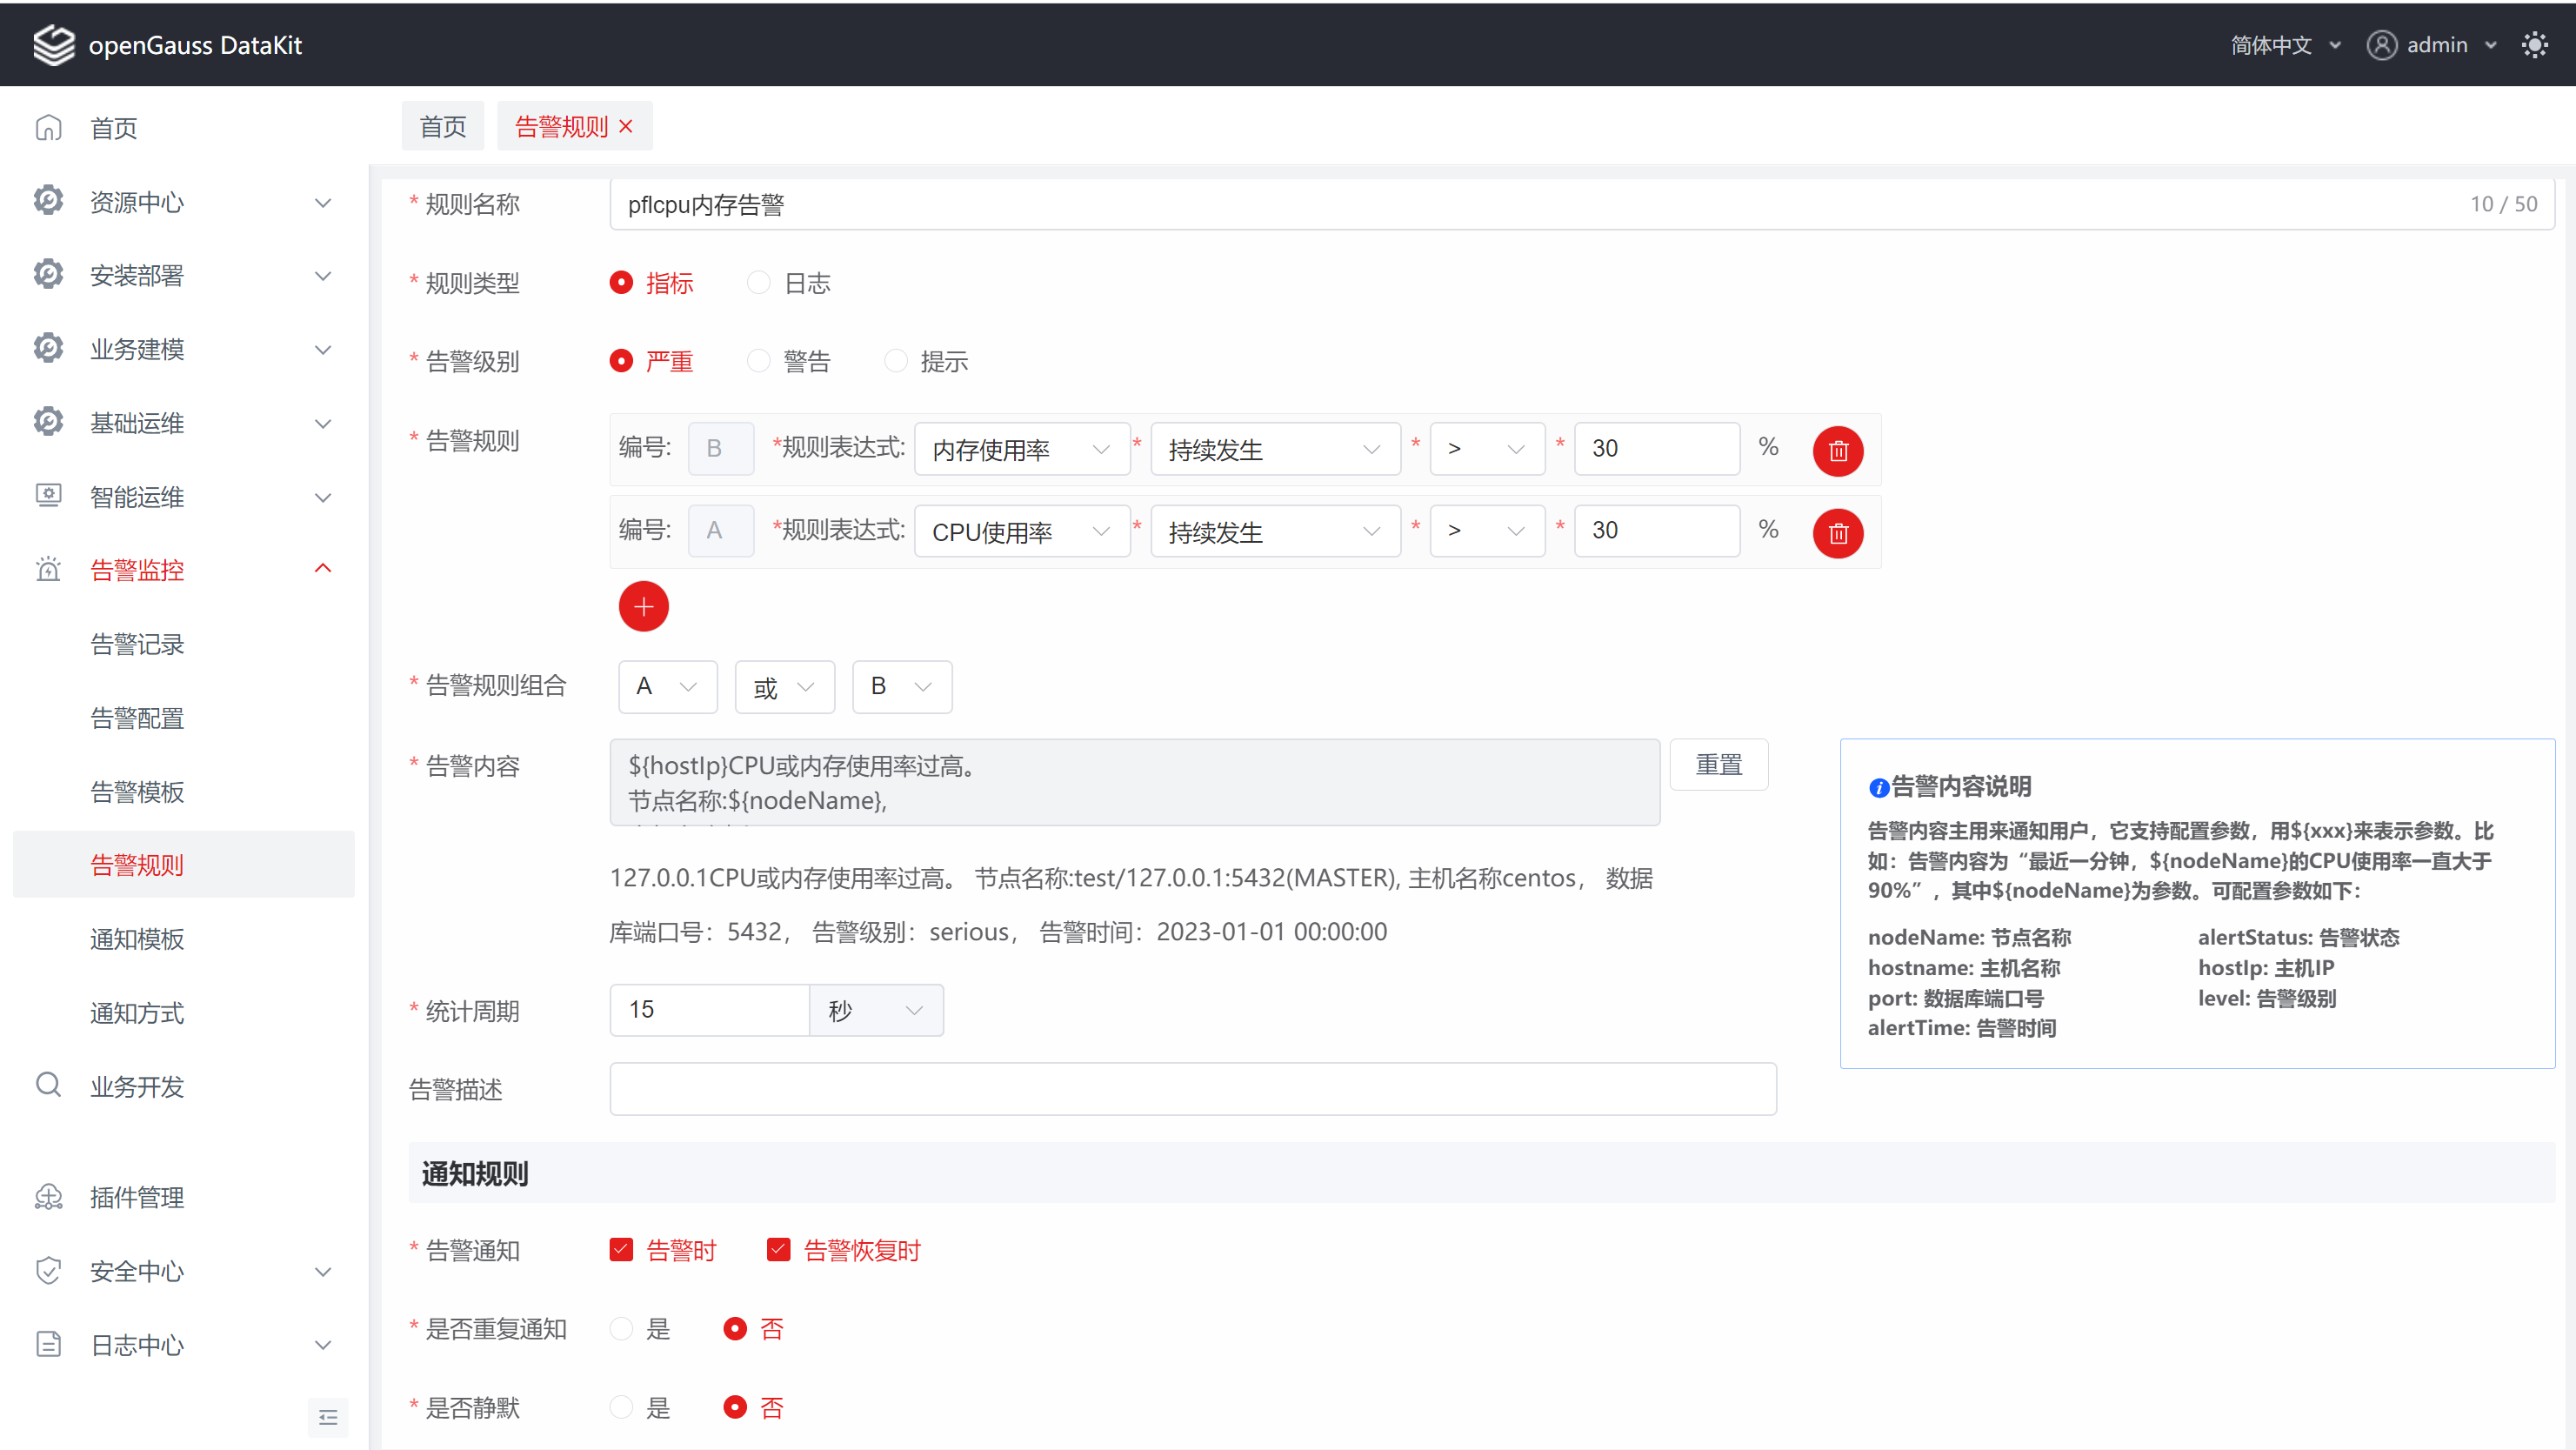 openGauss DataKit
简体中文
admin
首页
资源中心
安装部署
业务建模
基础运维
智能运维
告警监控
告警记录
告警配置
告警模板
告警规则
通知模板
通知方式
业务开发
插件管理
安全中心
日志中心
首页 告警规则
* 规则名称 pflcpu内存告警 10 / 50
* 规则类型 指标 日志
* 告警级别 严重 警告 提示
* 告警规则 编号: B *规则表达式: 内存使用率 * 持续发生 * > * 30 %
编号: A *规则表达式: CPU使用率 * 持续发生 * > * 30 %
* 告警规则组合 A 或 B
* 告警内容 ${hostIp}CPU或内存使用率过高。 重置
节点名称:${nodeName},
127.0.0.1CPU或内存使用率过高。 节点名称:test/127.0.0.1:5432(MASTER), 主机名称centos， 数据
库端口号：5432， 告警级别：serious， 告警时间：2023-01-01 00:00:00
告警内容说明
告警内容主用来通知用户，它支持配置参数，用${xxx}来表示参数。比
如：告警内容为“最近一分钟，${nodeName}的CPU使用率一直大于
90%”，其中${nodeName}为参数。可配置参数如下：
nodeName: 节点名称 alertStatus: 告警状态
hostname: 主机名称 hostIp: 主机IP
port: 数据库端口号 level: 告警级别
alertTime: 告警时间
* 统计周期 15 秒
告警描述
通知规则
* 告警通知 告警时 告警恢复时
* 是否重复通知 是 否
* 是否静默 是 否